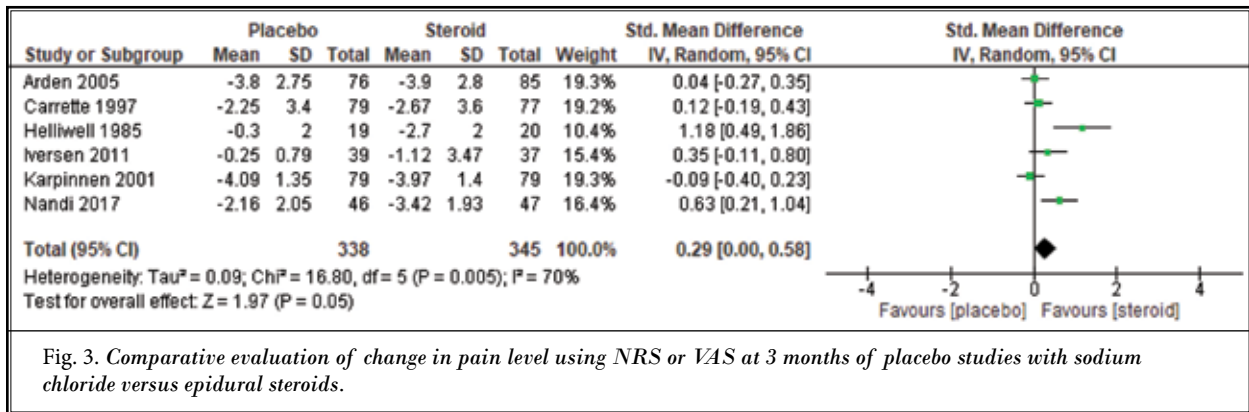 Placebo Steroid Std. Mean Difference Std. Mean Difference
Study or Subgroup Mean SD Total Mean SD Total Weight IV, Random, 95% CI IV, Random, 95% CI
Arden 2005 -3.8 2.75 76 -3.9 2.8 85 19.3% 0.04 [-0.27, 0.35]
Carrette 1997 -2.25 3.4 79 -2.67 3.6 77 19.2% 0.12 [-0.19, 0.43]
Helliwell 1985 -0.3 2 19 -2.7 2 20 10.4% 1.18 [0.49, 1.86]
Iversen 2011 -0.25 0.79 39 -1.12 3.47 37 15.4% 0.35 [-0.11, 0.80]
Karpinnen 2001 -4.09 1.35 79 -3.97 1.4 79 19.3% -0.09 [-0.40, 0.23]
Nandi 2017 -2.16 2.05 46 -3.42 1.93 47 16.4% 0.63 [0.21, 1.04]
Total (95% CI) 338 345 100.0% 0.29 [0.00, 0.58]
Heterogeneity: Tau² = 0.09; Chi² = 16.80, df = 5 (P = 0.005); I² = 70%
Test for overall effect: Z = 1.97 (P = 0.05)
-4 -2 0 2 4
Favours [placebo] Favours [steroid]
Fig. 3. Comparative evaluation of change in pain level using NRS or VAS at 3 months of placebo studies with sodium
chloride versus epidural steroids.